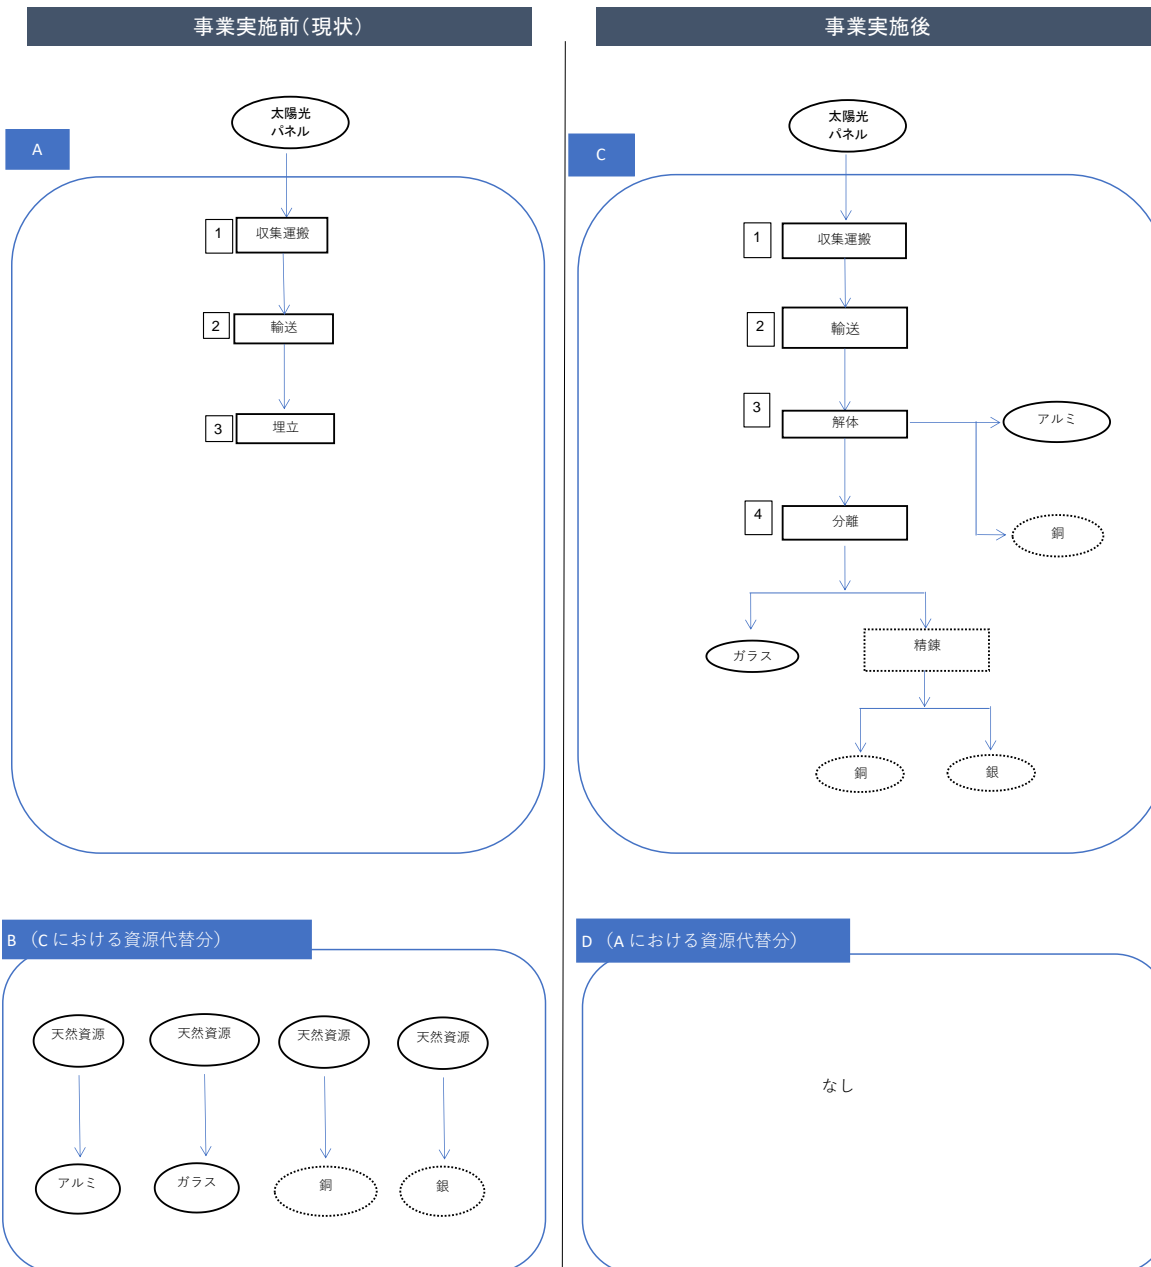 事業実施前(現状)
太陽光
パネル
A
1
収集運搬
2
輸送
3
埋立
B (Cにおける資源代替分)
天然資源
天然資源
天然資源
天然資源
アルミ
ガラス
銅
銀
事業実施後
太陽光
パネル
C
1
収集運搬
2
輸送
3
解体
アルミ
銅
4
分離
ガラス
精錬
銅
銀
D (Aにおける資源代替分)
なし